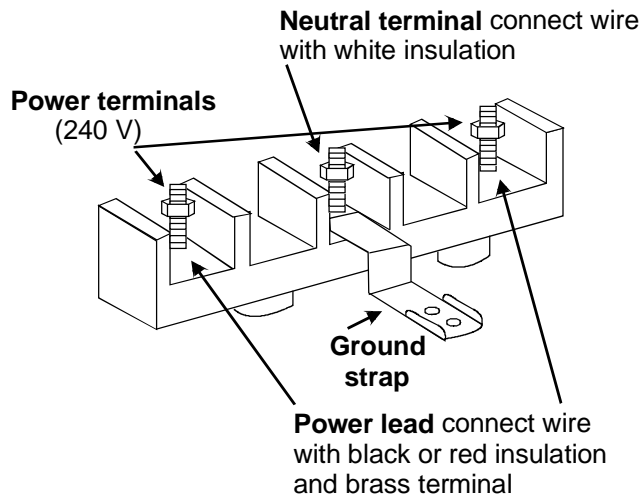 Neutral terminal connect wire
with white insulation
Power terminals
(240 V)
Ground
strap
Power lead connect wire
with black or red insulation
and brass terminal